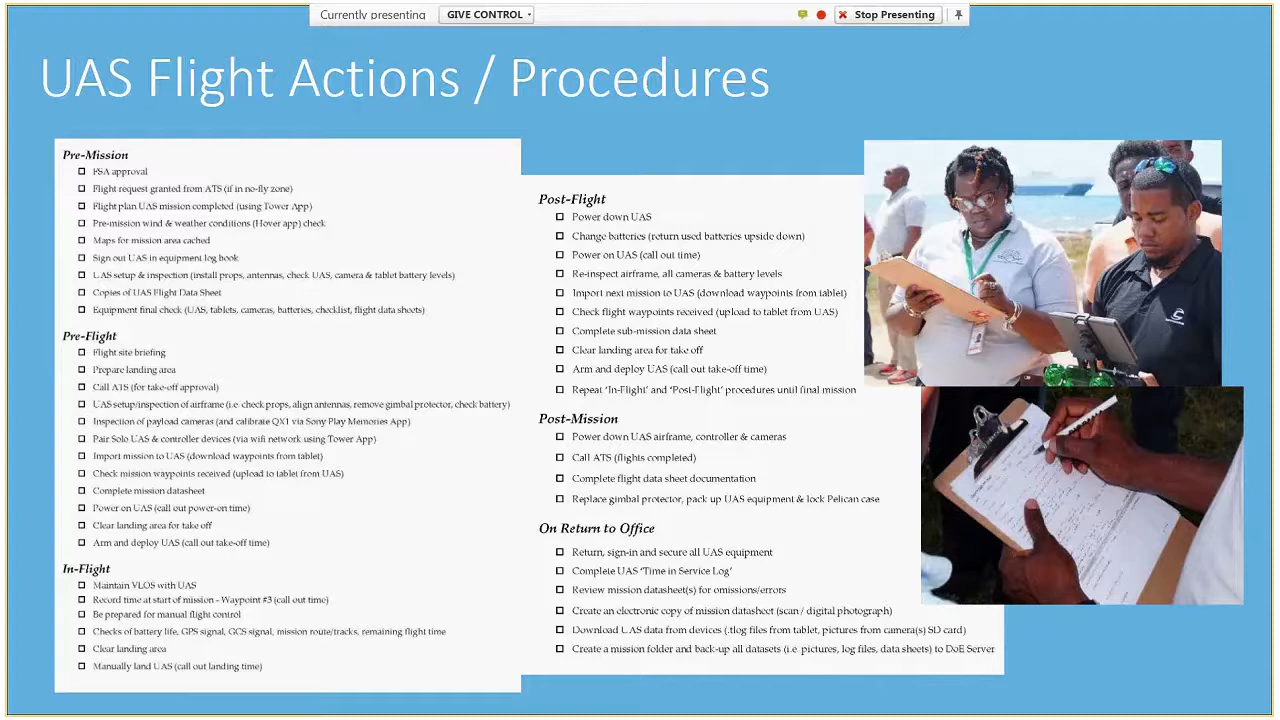 Currently presenting
GIVE CONTROL
Stop Presenting
UAS Flight Actions / Procedures
Pre-Mission
FSA approval
Flight request granted from ATS (if in no-fly zone)
Flight plan UAS mission completed (using Tower App)
Pre-mission wind & weather conditions (Hover app) check
Maps for mission area cached
Sign out UAS in equipment log book
UAS setup & inspection (install props, antennas, check UAS, camera & tablet battery levels)
Copies of UAS Flight Data Sheet
Equipment final check (UAS, tablets, cameras, batteries, checklist, flight data sheets)
Pre-Flight
Flight site briefing
Prepare landing area
Call ATS (for take-off approval)
UAS setup/inspection of airframe (i.e. check props, align antennas, remove gimbal protector, check battery)
Inspection of payload cameras (and calibrate QX1 via Sony Play Memories App)
Pair Solo UAS & controller devices (via wifi network using Tower App)
Import mission to UAS (download waypoints from tablet)
Check mission waypoints received (upload to tablet from UAS)
Complete mission datasheet
Power on UAS (call out power-on time)
Clear landing area for take off
Arm and deploy UAS (call out take-off time)
In-Flight
Maintain VLOS with UAS
Record time at start of mission - Waypoint #3 (call out time)
Be prepared for manual flight control
Checks of battery life, GPS signal, GCS signal, mission route/tracks, remaining flight time
Clear landing area
Manually land UAS (call out landing time)
Post-Flight
Power down UAS
Change batteries (return used batteries upside down)
Power on UAS (call out time)
Re-inspect airframe, all cameras & battery levels
Import next mission to UAS (download waypoints from tablet)
Check flight waypoints received (upload to tablet from UAS)
Complete sub-mission data sheet
Clear landing area for take off
Arm and deploy UAS (call out take-off time)
Repeat 'In-Flight' and 'Post-Flight' procedures until final mission
Post-Mission
Power down UAS airframe, controller & cameras
Call ATS (flights completed)
Complete flight data sheet documentation
Replace gimbal protector, pack up UAS equipment & lock Pelican case
On Return to Office
Return, sign-in and secure all UAS equipment
Complete UAS 'Time in Service Log'
Review mission datasheet(s) for omissions/errors
Create an electronic copy of mission datasheet (scan / digital photograph)
Download UAS data from devices (.tlog files from tablet, pictures from camera(s) SD card)
Create a mission folder and back-up all datasets (i.e. pictures, log files, data sheets) to DoE Server